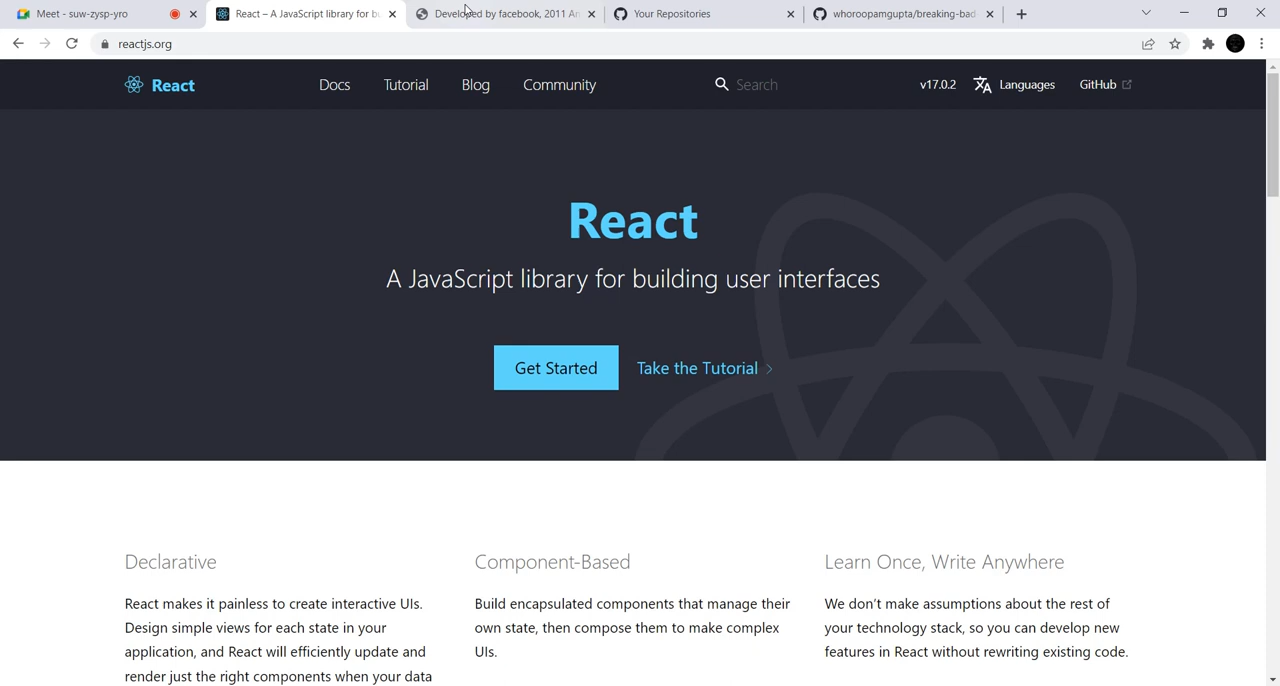 Meet - suw-zysp-yro
React – A JavaScript library for bu
Developed by facebook, 2011 An
Your Repositories
whoroopamgupta/breaking-bad
reactjs.org
React
Docs
Tutorial
Blog
Community
Search
v17.0.2
Languages
GitHub
React
A JavaScript library for building user interfaces
Get Started
Take the Tutorial
Declarative
React makes it painless to create interactive UIs.
Design simple views for each state in your
application, and React will efficiently update and
render just the right components when your data
Component-Based
Build encapsulated components that manage their
own state, then compose them to make complex
UIs.
Learn Once, Write Anywhere
We don’t make assumptions about the rest of
your technology stack, so you can develop new
features in React without rewriting existing code.